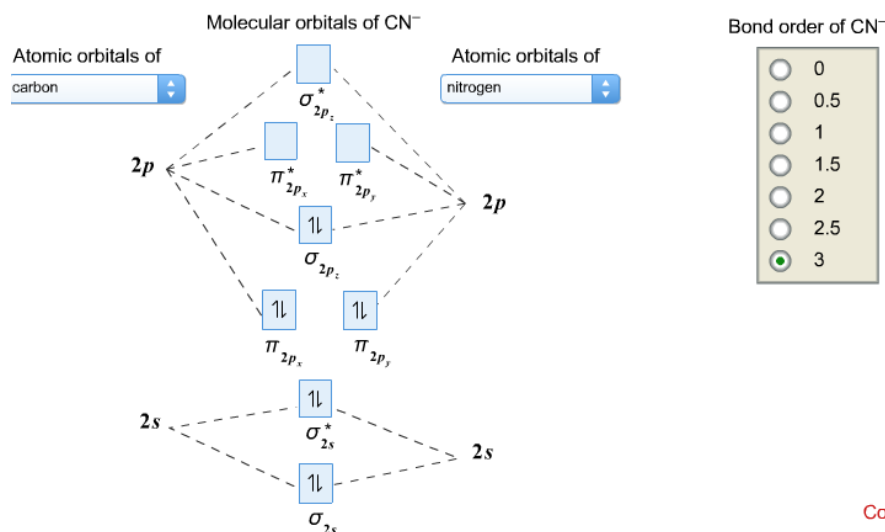 Molecular orbitals of CN⁻
Bond order of CN⁻
Atomic orbitals of
carbon
Atomic orbitals of
nitrogen
σ*2pz
0
0.5
1
1.5
2
2.5
3
2p
π*2px π*2py
2p
⥮
σ2pz
⥮ ⥮
π2px π2py
⥮
2s
σ*2s
2s
⥮
σ2s
Co